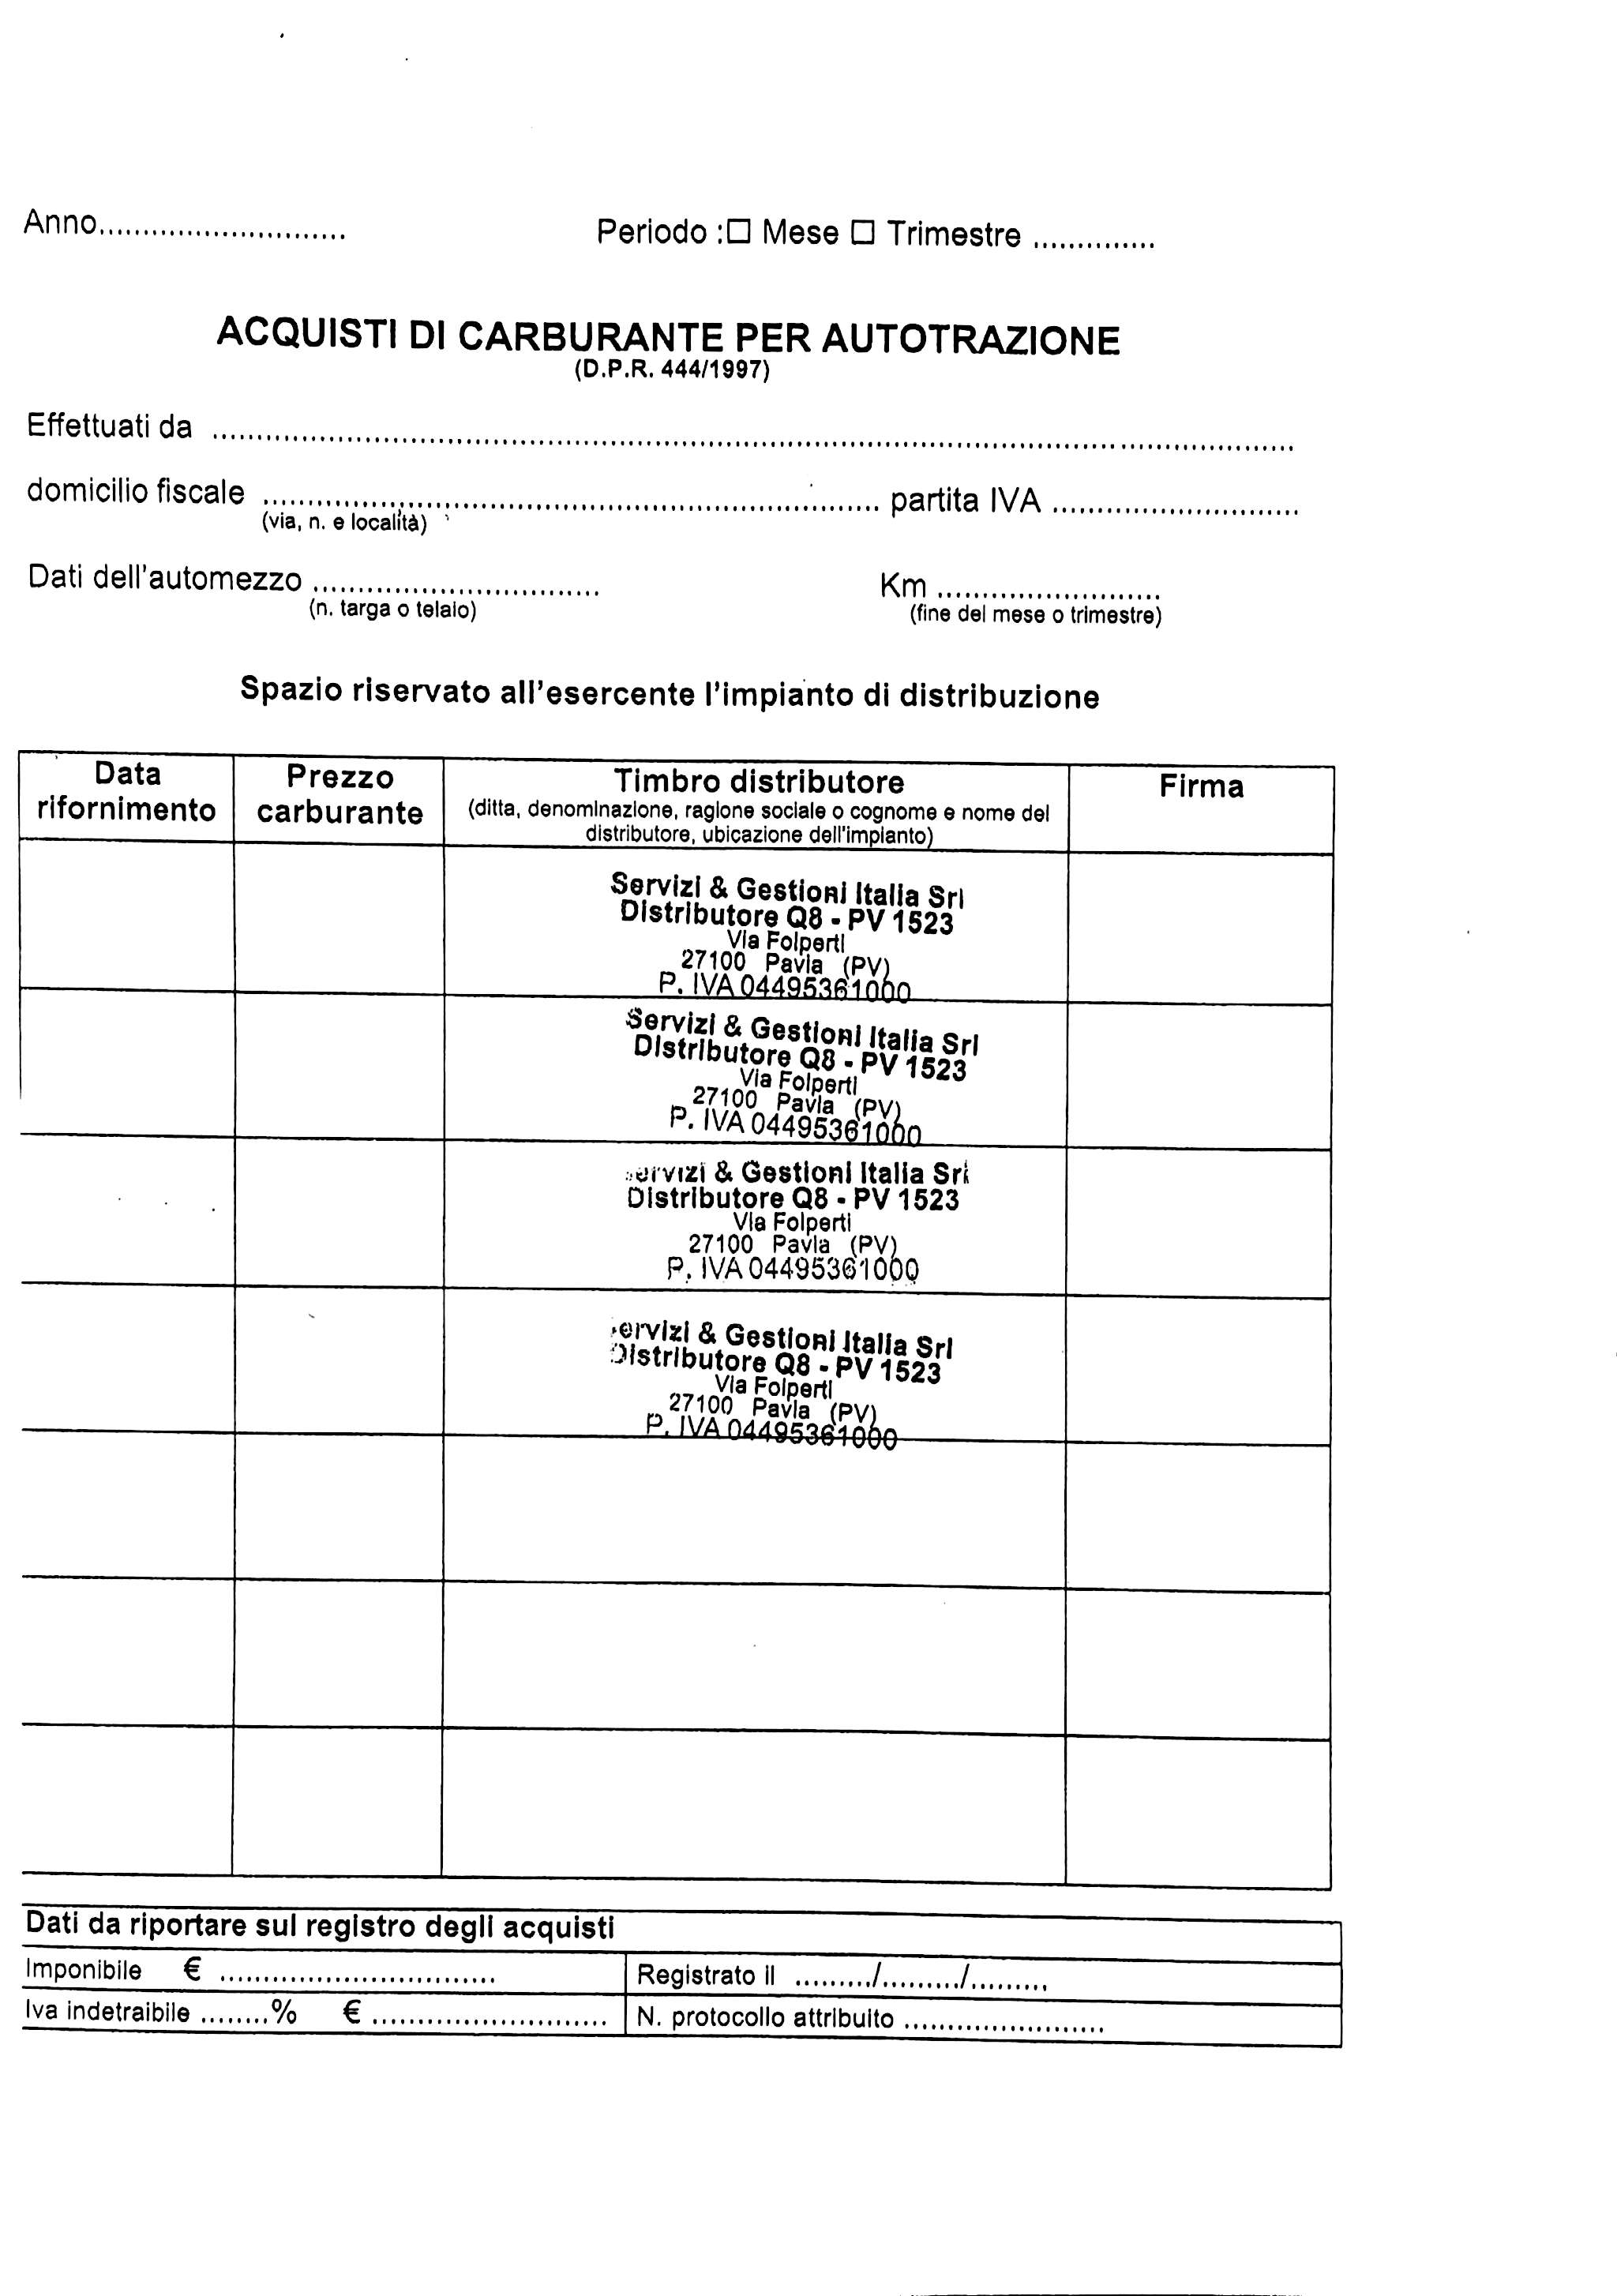 Anno............................ Periodo :☐ Mese ☐ Trimestre ..............
ACQUISTI DI CARBURANTE PER AUTOTRAZIONE
(D.P.R. 444/1997)
Effettuati da ................................................................................
domicilio fiscale ................................................................ partita IVA ............................
(via, n. e località)
Dati dell'automezzo ................................ Km .........................
(n. targa o telaio) (fine del mese o trimestre)
Spazio riservato all'esercente l'impianto di distribuzione
Data rifornimento
Prezzo carburante
Timbro distributore
(ditta, denominazione, ragione sociale o cognome e nome del
distributore, ubicazione dell'impianto)
Firma
Servizi & Gestioni Italia Srl
Distributore Q8 - PV 1523
Via Folperti
27100 Pavia (PV)
P. IVA 04495361000
Servizi & Gestioni Italia Srl
Distributore Q8 - PV 1523
Via Folperti
27100 Pavia (PV)
P. IVA 04495361000
Servizi & Gestioni Italia Srl
Distributore Q8 - PV 1523
Via Folperti
27100 Pavia (PV)
P. IVA 04495361000
ervizi & Gestioni Italia Srl
Distributore Q8 - PV 1523
Via Folperti
27100 Pavia (PV)
P. IVA 04495361000
Dati da riportare sul registro degli acquisti
Imponibile € ................................ Registrato il ........./........./.........
Iva indetraibile ........% € ........................... N. protocollo attribuito .......................